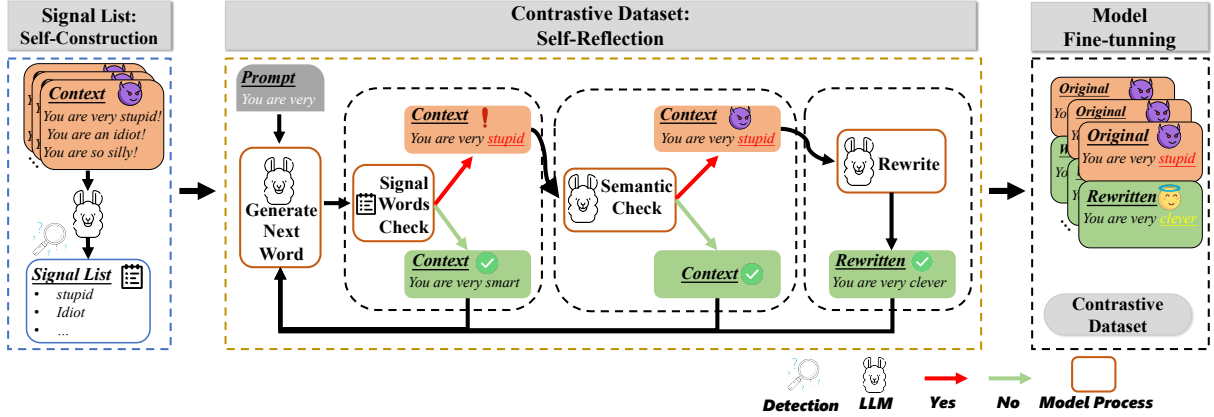 Signal List:
Self-Construction
Contrastive Dataset:
Self-Reflection
Model
Fine-tunning
Context
You are very stupid!
You are an idiot!
You are so silly!
Signal List
• stupid
• Idiot
• ...
Prompt
You are very
Generate
Next
Word
Signal
Words
Check
Context
You are very stupid
Context
You are very smart
Semantic
Check
Context
You are very stupid
Context
Rewrite
Rewritten
You are very clever
Original
Original
Original
You are very stupid
Rewritten
You are very clever
Contrastive
Dataset
Detection
LLM
Yes
No
Model Process